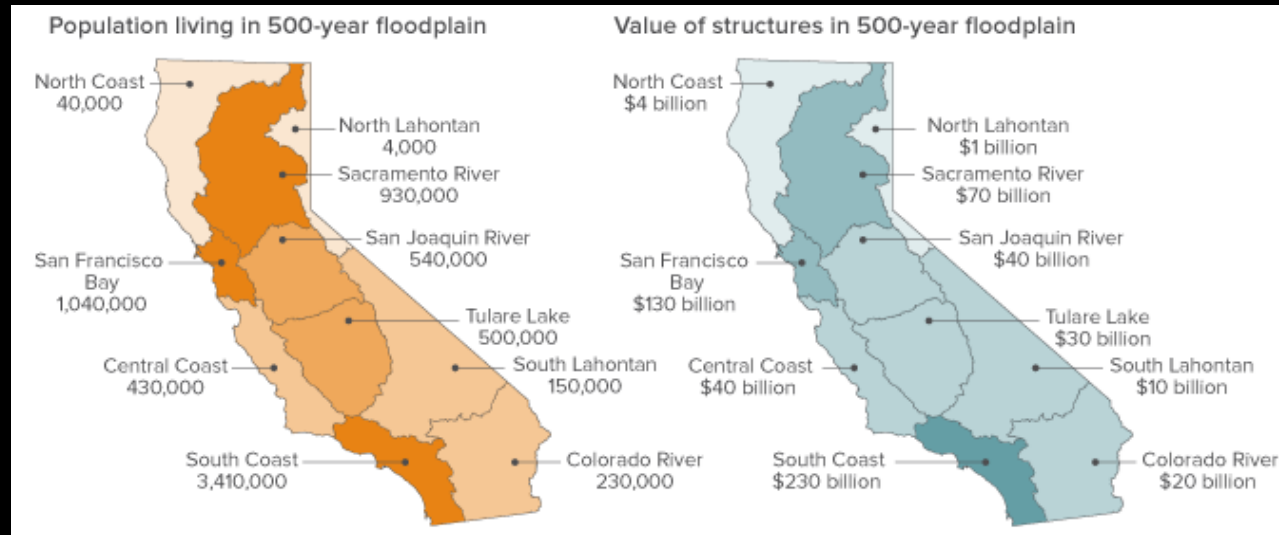 Population living in 500-year floodplain
North Coast
40,000
North Lahontan
4,000
Sacramento River
930,000
San Joaquin River
540,000
San Francisco
Bay
1,040,000
Tulare Lake
500,000
Central Coast
430,000
South Lahontan
150,000
South Coast
3,410,000
Colorado River
230,000
Value of structures in 500-year floodplain
North Coast
$4 billion
North Lahontan
$1 billion
Sacramento River
$70 billion
San Joaquin River
$40 billion
San Francisco
Bay
$130 billion
Tulare Lake
$30 billion
Central Coast
$40 billion
South Lahontan
$10 billion
South Coast
$230 billion
Colorado River
$20 billion